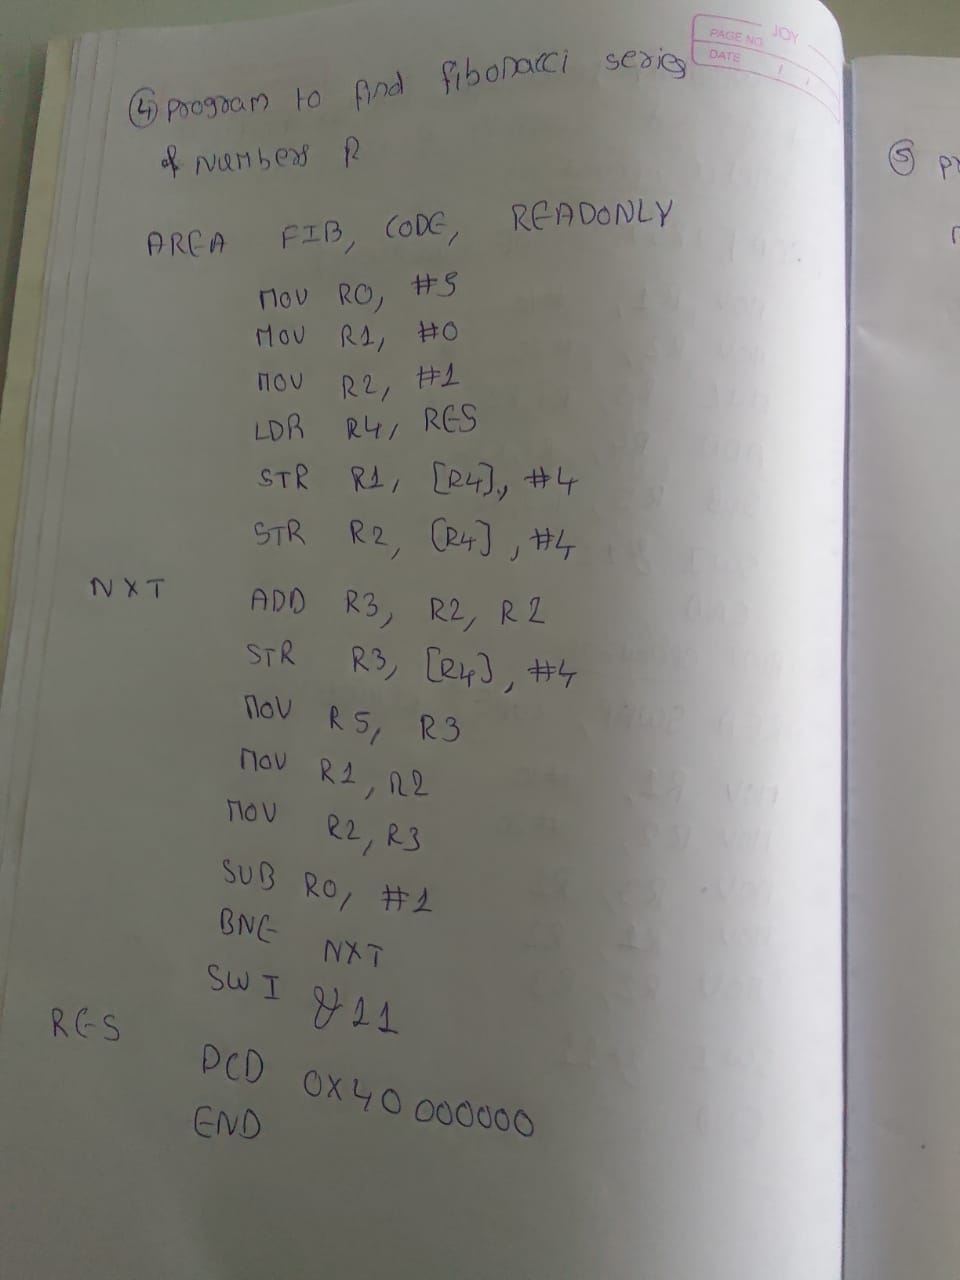 PAGE NO. JOY
DATE / /
④ program to find fibonacci series
of numbers R
AREA FIB, CODE, READONLY
MOV R0, #5
MOV R1, #0
MOV R2, #1
LDR R4, RES
STR R1, [R4], #4
STR R2, [R4], #4
NXT ADD R3, R2, R2
STR R3, [R4], #4
MOV R5, R3
MOV R1, R2
MOV R2, R3
SUB R0, #1
BNE NXT
SWI &11
RES
DCD 0X40 000000
END
⑤